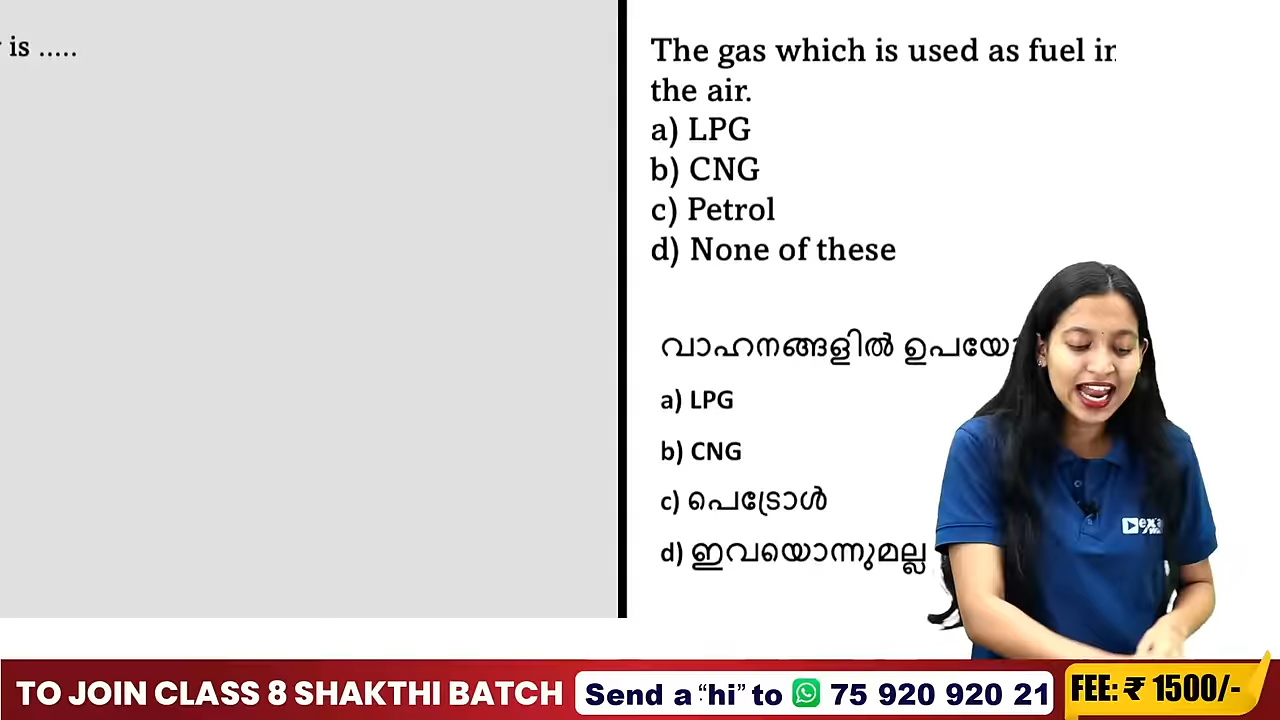 is .....
The gas which is used as fuel in
the air.
a) LPG
b) CNG
c) Petrol
d) None of these
വാഹനങ്ങളിൽ
a) LPG
b) CNG
c) പെട്രോൾ
d) ഇവയൊന്നുമല്ല
TO JOIN CLASS 8 SHAKTHI BATCH
Send a “hi” to 75 920 920 21
FEE: ₹ 1500/-